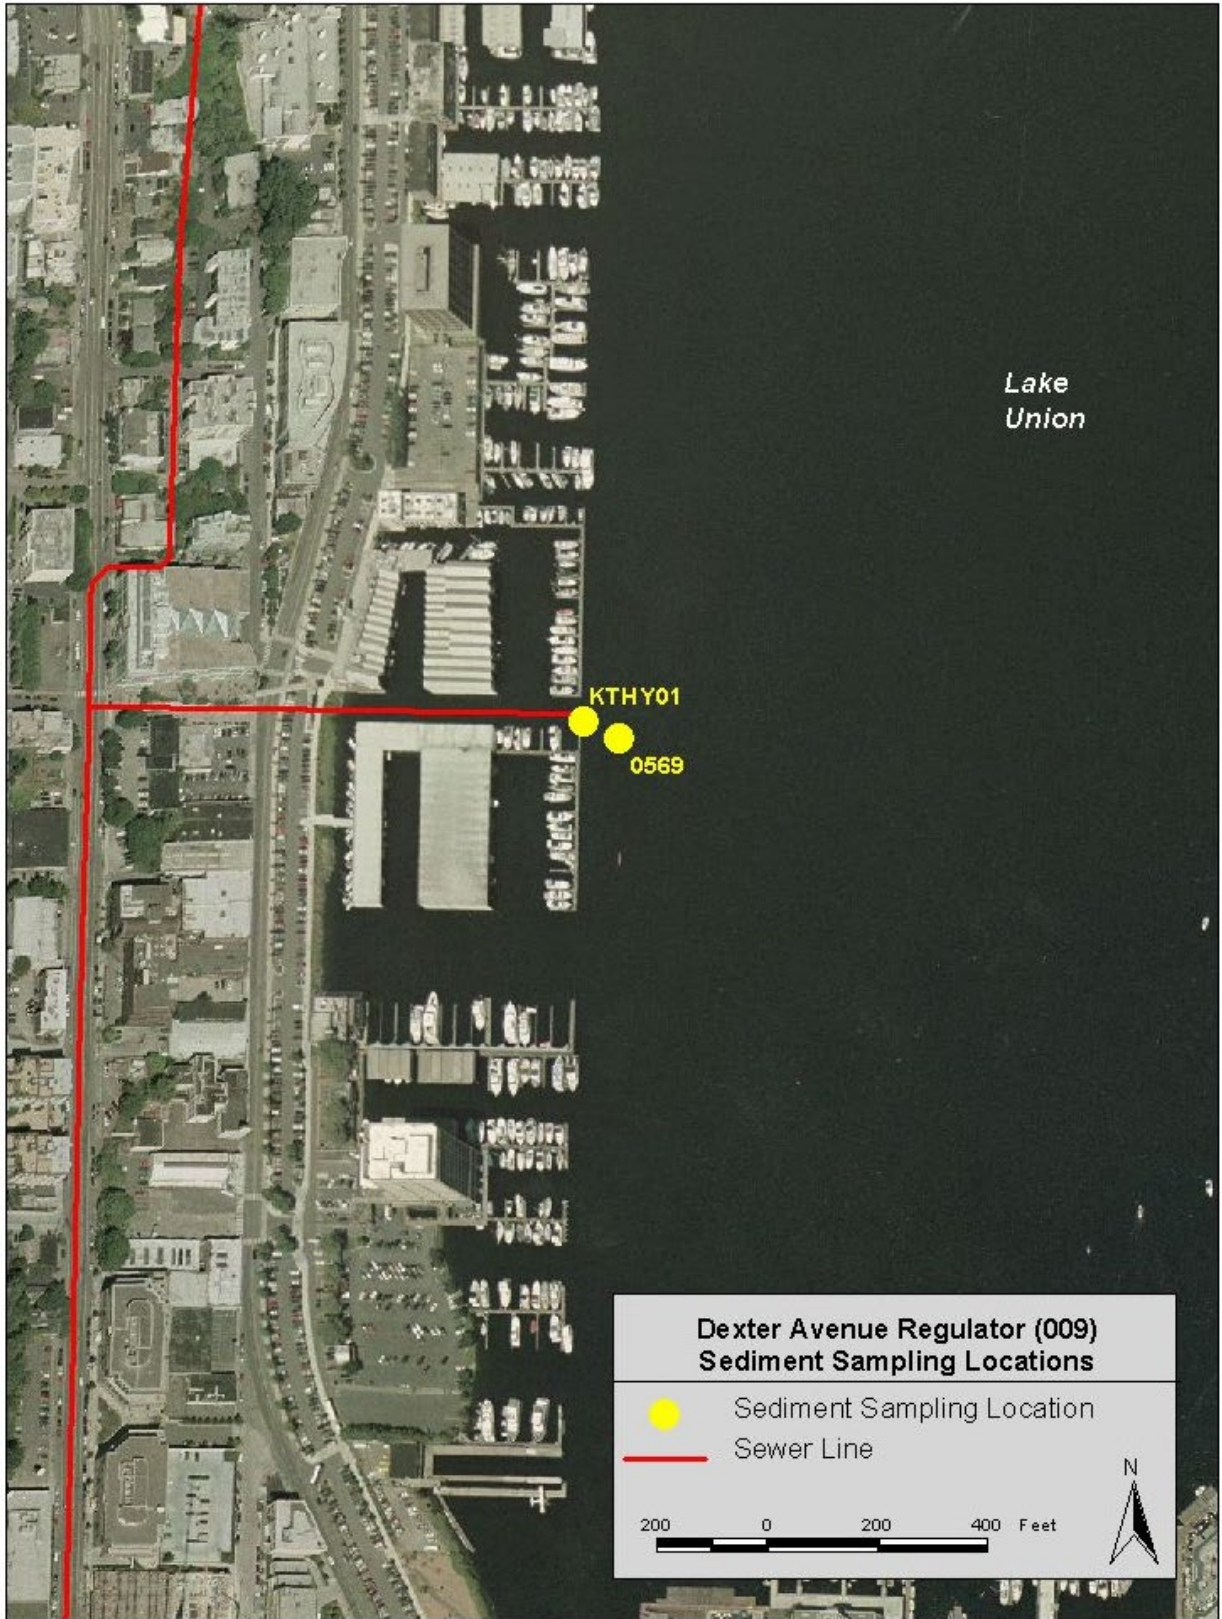 Lake
Union
KTHY01
0569
Dexter Avenue Regulator (009)
Sediment Sampling Locations
Sediment Sampling Location
Sewer Line
N
200 0 200 400 Feet